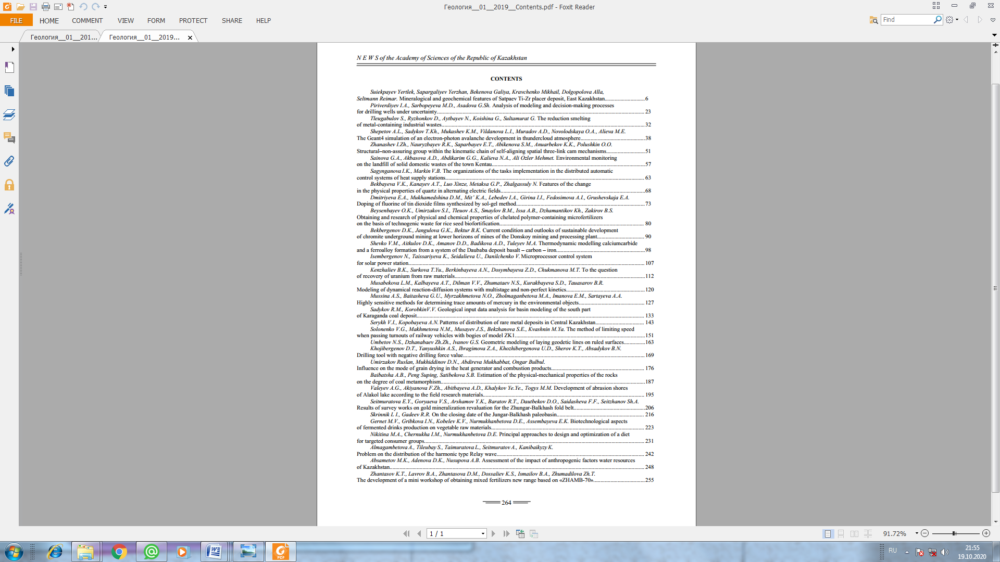 Геология__01__2019__Contents.pdf - Foxit Reader
FILE HOME COMMENT VIEW FORM PROTECT SHARE HELP
Find
Геология__01__201...
Геология__01__2019...
N E W S of the Academy of Sciences of the Republic of Kazakhstan
CONTENTS
Suiekpayev Yertlek, Sapargaliyev Yerzhan, Bekenova Galiya, Kravchenko Mikhail, Dolgopolova Alla,
Seltmann Reimar. Mineralogical and geochemical features of Satpaev Ti-Zr placer deposit, East Kazakhstan...........................6
Piriverdiyev I.A., Sarbopeyeva M.D., Asadova G.Sh. Analysis of modeling and decision-making processes
for drilling wells under uncertainty........................... 23
Tleugabulov S., Ryzhonkov D., Aytbayev N., Koishina G., Sultamurat G. The reduction smelting
of metal-containing industrial wastes........................... 32
Shepetov A.L., Sadykov T.Kh., Mukashev K.M., Vildanova L.I., Muradov A.D., Novolodskaya O.A., Alieva M.E.
The Geant4 simulation of an electron-photon avalanche development in thundercloud atmosphere...........................38
Zhanashev I.Zh., Nauryzbayev R.K., Saparbayev E.T., Abikenova S.M., Anuarbekov K.K., Polushkin O.O.
Structural–non-assuring group within the kinematic chain of self-aligning spatial three-link cam mechanisms...........................51
Sainova G.A., Akbasova A.D., Abdikarim G.G., Kalieva N.A., Ali Ozler Mehmet. Environmental monitoring
on the landfill of solid domestic wastes of the town Kentau...........................57
Sagynganova I.K., Markin V.B. The organizations of the tasks implementation in the distributed automatic
control systems of heat supply stations........................... 63
Bekbayeva V.K., Kanayev A.T., Luo Xinze, Metaksa G.P., Zhalgassuly N. Features of the change
in the physical properties of quartz in alternating electric fields...........................68
Dmitriyeva E.A., Mukhamedshina D.M., Mit' K.A., Lebedev I.A., Girina I.I., Fedosimova A.I., Grushevskaja E.A.
Doping of fluorine of tin dioxide films synthesized by sol-gel method...........................73
Beysenbayev O.K., Umirzakov S.I., Tleuov A.S., Smaylov B.M., Issa A.B., Dzhamantikov Kh., Zakirov B.S.
Obtaining and research of physical and chemical properties of chelated polymer-containing microfertilizers
on the basis of technogenic waste for rice seed biofortification........................... 80
Bekbergenov D.K., Jangulova G.K., Bektur B.K. Current condition and outlooks of sustainable development
of chromite underground mining at lower horizons of mines of the Donskoy mining and processing plant........................... 90
Shevko V.M., Aitkulov D.K., Amanov D.D., Badikova A.D., Tuleyev M.A. Thermodynamic modelling calciumcarbide
and a ferroalloy formation from a system of the Daubaba deposit basalt – carbon – iron...........................98
Isembergenov N., Taissariyeva K., Seidalieva U., Danilchenko V. Microprocessor control system
for solar power station........................... 107
Kenzhaliev B.K., Surkova T.Yu., Berkinbayeva A.N., Dosymbayeva Z.D., Chukmanova M.T. To the question
of recovery of uranium from raw materials...........................112
Musabekova L.M., Kalbayeva A.T., Dilman V.V., Zhumataev N.S., Kurakbayeva S.D., Tauasarov B.R.
Modeling of dynamical reaction-diffusion systems with multistage and non-perfect kinetics........................... 120
Mussina A.S., Baitasheva G.U., Myrzakhmetova N.O., Zholmaganbetova M.A., Imanova E.M., Sartayeva A.A.
Highly sensitive methods for determining trace amounts of mercury in the environmental objects........................... 127
Sadykov R.M., KorobkinV.V. Geological input data analysis for basin modeling of the south part
of Karaganda coal deposit........................... 133
Serykh V.I., Kopobayeva A.N. Patterns of distribution of rare metal deposits in Central Kazakhstan........................... 143
Solonenko V.G., Makhmetova N.M., Musayev J.S., Bekzhanova S.E., Kvashnin M.Ya. The method of limiting speed
when passing turnouts of railway vehicles with bogies of model ZK1...........................151
Umbetov N.S., Dzhanabaev Zh.Zh., Ivanov G.S. Geometric modeling of laying geodetic lines on ruled surfaces..............163
Khojibergenov D.T., Yanyushkin A.S., Ibragimova Z.A., Khozhibergenova U.D., Sherov K.T., Absadykov B.N.
Drilling tool with negative drilling force value........................... 169
Umirzakov Ruslan, Mukhiddinov D.N., Abdireva Mukhabbat, Ongar Bulbul.
Influence on the mode of grain drying in the heat generator and combustion products........................... 176
Baibatsha A.B., Peng Suping, Satibekova S.B. Estimation of the physical-mechanical properties of the rocks
on the degree of coal metamorphism...........................187
Valeyev A.G., Akiyanova F.Zh., Abitbayeva A.D., Khalykov Ye.Ye., Togys M.M. Development of abrasion shores
of Alakol lake according to the field research materials........................... 195
Seitmuratova E.Y., Goryaeva V.S., Arshamov Y.K., Baratov R.T., Dautbekov D.O., Saidasheva F.F., Seitzhanov Sh.A.
Results of survey works on gold mineralization revaluation for the Zhungar-Balkhash fold belt...........................206
Skrinnik L I., Gadeev R.R. On the closing date of the Jungar-Balkhash paleobasin........................... 216
Gernet M.V., Gribkova I.N., Kobelev K.V., Nurmukhanbetova D.E., Assembayeva E.K. Biotechnological aspects
of fermented drinks production on vegetable raw materials........................... 223
Nikitina M.A., Chernukha I.M., Nurmukhanbetova D.E. Principal approaches to design and optimization of a diet
for targeted consumer groups........................... 231
Almagambetova A., Tileubay S., Taimuratova L., Seitmuratov A., Kanibaikyzy K.
Problem on the distribution of the harmonic type Relay wave........................... 242
Absametov M.K., Adenova D.K., Nusupova A.B. Assessment of the impact of anthropogenic factors water resources
of Kazakhstan........................... 248
Zhantasov K.T., Lavrov B.A., Zhantasova D.M., Dossaliev K.S., Ismailov B.A., Zhumadilova Zh.T.
The development of a mini workshop of obtaining mixed fertilizers new range based on «ZHAMB-70»...........................255
264
1 / 1
91.72%
RU
21:55
19.10.2020
PDF